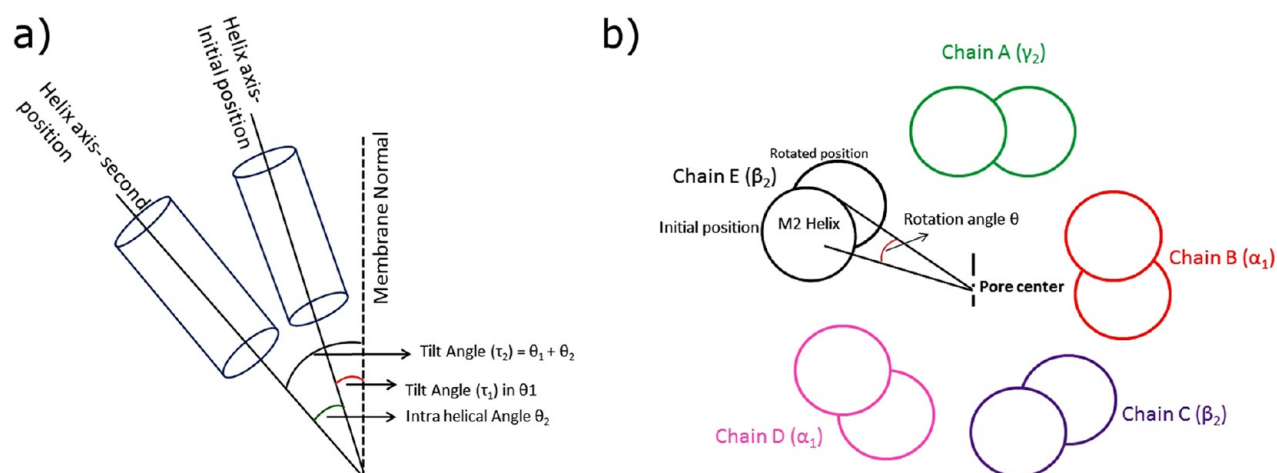 a)
Helix axis-
Initial position
Helix axis- second
position
Membrane Normal
Tilt Angle (τ₂) = θ₁ + θ₂
Tilt Angle (τ₁) in θ1
Intra helical Angle θ₂
b)
Chain A (γ₂)
Rotated position
Chain E (β₂)
Initial position
M2 Helix
Rotation angle θ
Chain B (α₁)
Pore center
Chain C (β₂)
Chain D (α₁)